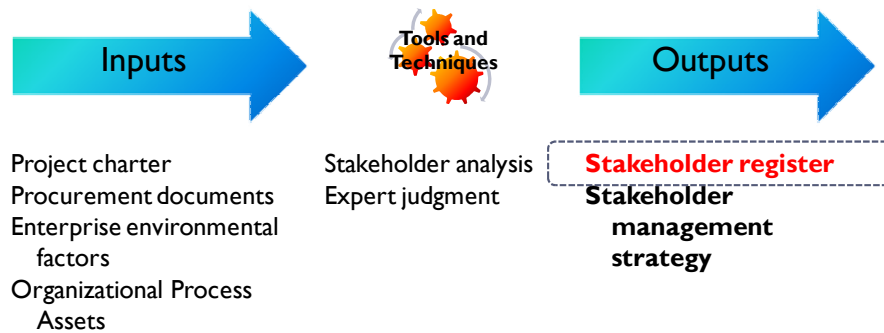 Inputs
Tools and
Techniques
Outputs
Project charter
Procurement documents
Enterprise environmental
factors
Organizational Process
Assets
Stakeholder analysis
Expert judgment
Stakeholder register
Stakeholder
management
strategy